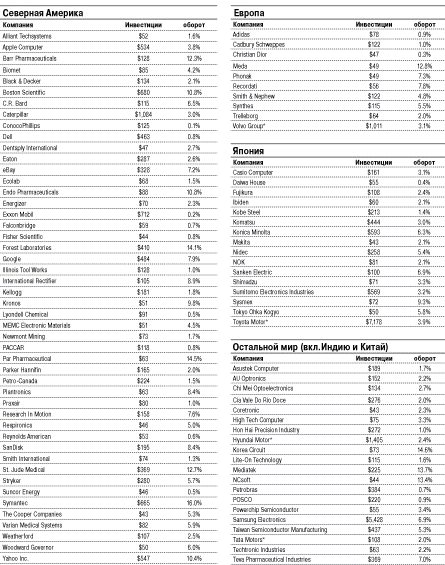 Северная Америка
Компания Инвестиции оборот
Alliant Techsystems $52 1.6%
Apple Computer $534 3.8%
Barr Pharmaceuticals $128 12.3%
Biomet $85 4.2%
Black & Decker $134 2.1%
Boston Scientific $680 10.8%
C.R. Bard $115 6.5%
Caterpillar $1,084 3.0%
ConocoPhillips $125 0.1%
Dell $463 0.8%
Dentsply International $47 2.7%
Eaton $287 2.6%
eBay $328 7.2%
Ecolab $68 1.5%
Endo Pharmaceuticals $88 10.8%
Energizer $70 2.3%
Exxon Mobil $712 0.2%
Falconbridge $59 0.7%
Fisher Scientific $44 0.8%
Forest Laboratories $410 14.1%
Google $484 7.9%
Illinois Tool Works $128 1.0%
International Rectifier $105 8.9%
Kellogg $181 1.8%
Kronos $51 9.8%
Lyondell Chemical $91 0.5%
MEMC Electronic Materials $51 4.5%
Newmont Mining $73 1.7%
PACCAR $118 0.8%
Par Pharmaceutical $63 14.5%
Parker Hannifin $165 2.0%
Petro-Canada $224 1.5%
Plantronics $63 8.4%
Praxair $80 1.0%
Research In Motion $158 7.6%
Respironics $46 5.0%
Reynolds American $53 0.6%
SanDisk $195 8.4%
Smith International $74 1.3%
St. Jude Medical $369 12.7%
Stryker $280 5.7%
Suncor Energy $46 0.5%
Symantec $665 16.0%
The Cooper Companies $43 5.3%
Varian Medical Systems $82 5.9%
Weatherford $107 2.5%
Woodward Governor $50 6.0%
Yahoo Inc. $547 10.4%
Европа
Компания Инвестиции оборот
Adidas $78 0.9%
Cadbury Schweppes $122 1.0%
Christian Dior $47 0.3%
Meda $49 12.8%
Phonak $49 7.3%
Recordati $56 7.8%
Smith & Nephew $122 4.8%
Synthes $115 5.5%
Trelleborg $64 2.0%
Volvo Group* $1,011 3.1%
Япония
Компания Инвестиции оборот
Casio Computer $161 3.1%
Daiwa House $55 0.4%
Fujikura $108 2.4%
Ibiden $60 2.1%
Kobe Steel $213 1.4%
Komatsu $444 3.0%
Konica Minolta $593 6.3%
Makita $43 2.1%
Nidec $258 5.4%
NOK $81 2.1%
Sanken Electric $100 6.9%
Shimadzu $71 3.3%
Sumitomo Electronics Industries $569 3.2%
Sysmex $72 9.3%
Tokyo Ohka Kogyo $50 5.8%
Toyota Motor* $7,178 3.9%
Остальной мир (вкл.Индию и Китай)
Компания Инвестиции оборот
Asustek Computer $189 1.7%
AU Optronics $152 2.2%
Chi Mei Optoelectronics $134 2.7%
Cia Vale Do Rio Doce $276 2.0%
Coretronic $43 2.3%
High Tech Computer $75 3.3%
Hon Hai Precision Industry $272 1.0%
Hyundai Motor* $1,405 2.4%
Korea Circuit $73 14.6%
Lite-On Technology $115 1.6%
Mediatek $225 13.7%
NCsoft $44 13.4%
Petrobras $384 0.7%
POSCO $220 0.9%
Powerchip Semiconductor $55 3.4%
Samsung Electronics $5,428 6.9%
Taiwan Semiconductor Manufacturing $437 5.3%
Tata Motors* $108 2.0%
Techtronic Industries $63 2.2%
Teva Pharmaceutical Industries $369 7.0%